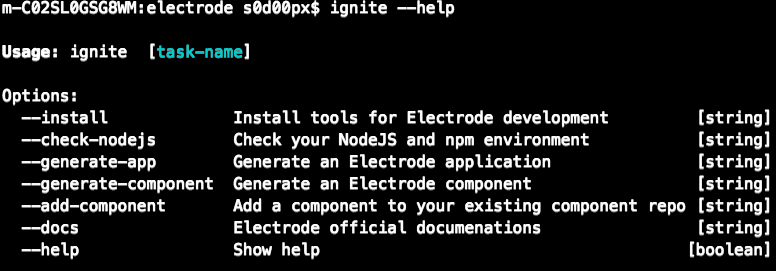 m-C02SL0GSG8WM:electrode s0d00px$ ignite --help
Usage: ignite  [task-name]
Options:
--install             Install tools for Electrode development         [string]
--check-nodejs        Check your NodeJS and npm environment           [string]
--generate-app        Generate an Electrode application               [string]
--generate-component  Generate an Electrode component                 [string]
--add-component       Add a component to your existing component repo [string]
--docs                Electrode official documenations                [string]
--help                Show help                                      [boolean]